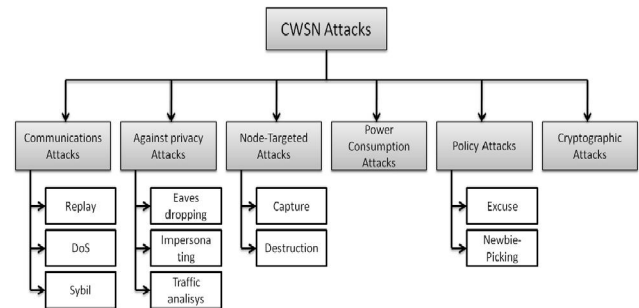 CWSN Attacks
Communications
Attacks
Against privacy
Attacks
Node-Targeted
Attacks
Power
Consumption
Attacks
Policy Attacks
Cryptographic
Attacks
Replay
DoS
Sybil
Eaves
dropping
Impersona
ting
Traffic
analisys
Capture
Destruction
Excuse
Newbie-
Picking